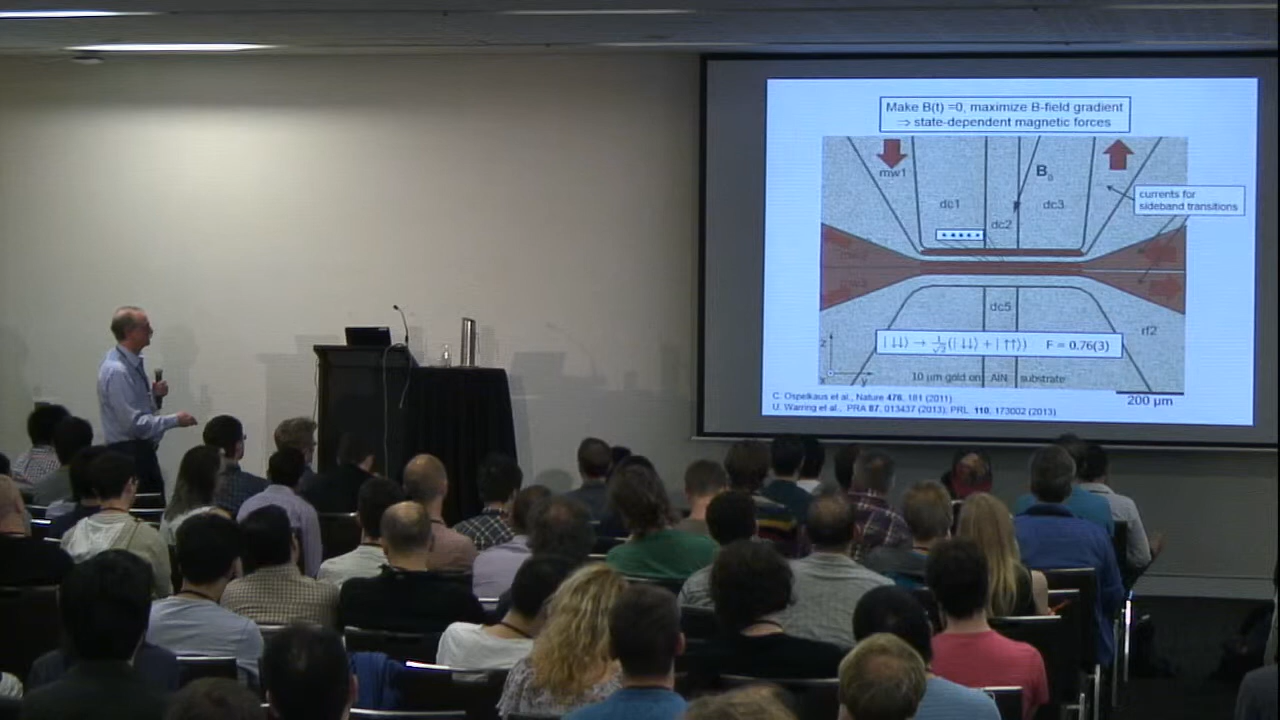 Make B(t) =0, maximize B-field gradient
⇒ state-dependent magnetic forces
mw1
B₀
currents for
sideband transitions
dc1
dc3
dc2
dc5
rf2
|↓↓⟩ → 1/√2(|↓↓⟩ + |↑↑⟩) F = 0.76(3)
z
x
y
10 µm gold on AlN substrate
200 µm
C. Ospelkaus et al., Nature 476, 181 (2011)
U. Warring et al., PRA 87, 013437 (2013); PRL 110, 173002 (2013)